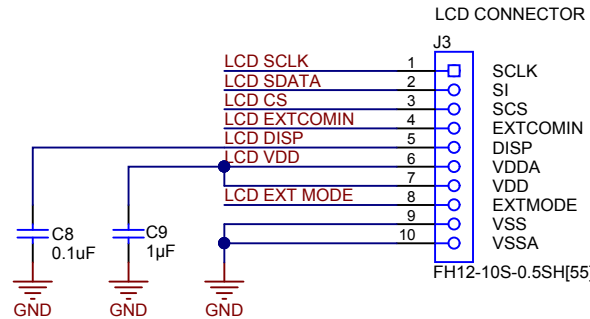 LCD CONNECTOR
J3
LCD SCLK 1 SCLK
LCD SDATA 2 SI
LCD CS 3 SCS
LCD EXTCOMIN 4 EXTCOMIN
LCD DISP 5 DISP
LCD VDD 6 VDDA
7 VDD
LCD EXT MODE 8 EXTMODE
9 VSS
10 VSSA
C8
0.1uF
C9
1µF
FH12-10S-0.5SH[55]
GND GND GND